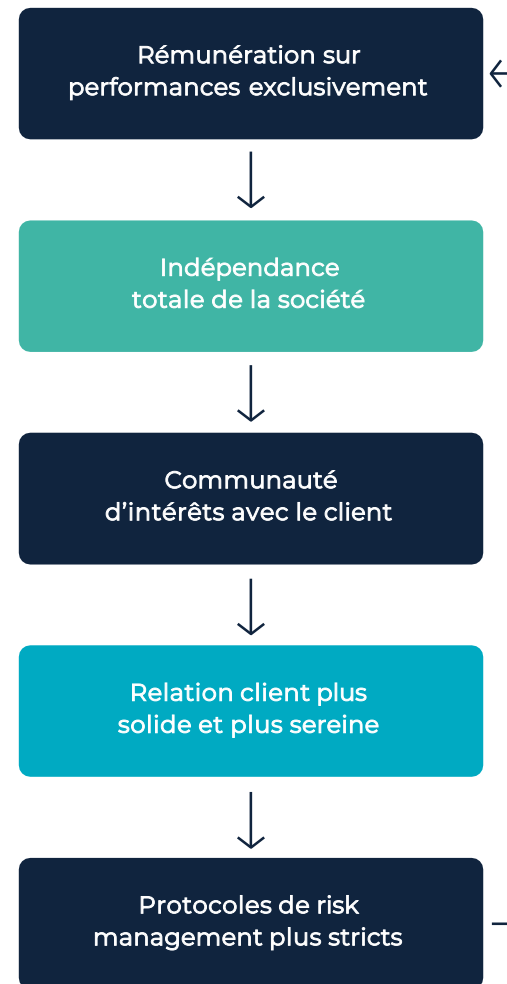 Rémunération sur
performances exclusivement
Indépendance
totale de la société
Communauté
d’intérêts avec le client
Relation client plus
solide et plus sereine
Protocoles de risk
management plus stricts